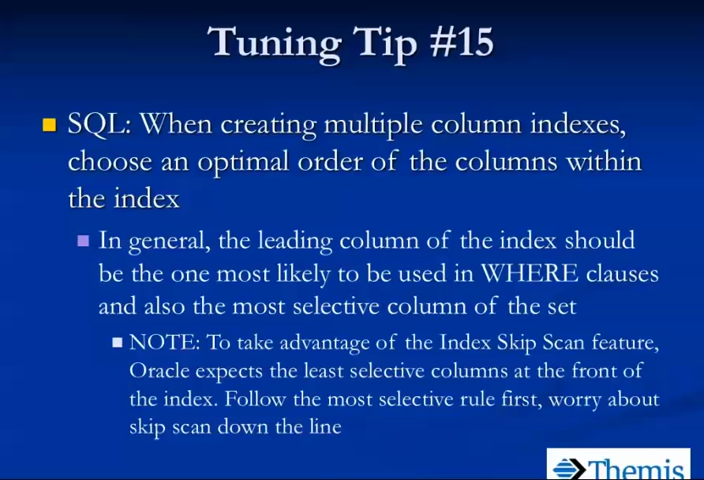 Tuning Tip #15
SQL: When creating multiple column indexes,
choose an optimal order of the columns within
the index
In general, the leading column of the index should
be the one most likely to be used in WHERE clauses
and also the most selective column of the set
NOTE: To take advantage of the Index Skip Scan feature,
Oracle expects the least selective columns at the front of
the index. Follow the most selective rule first, worry about
skip scan down the line
Themis